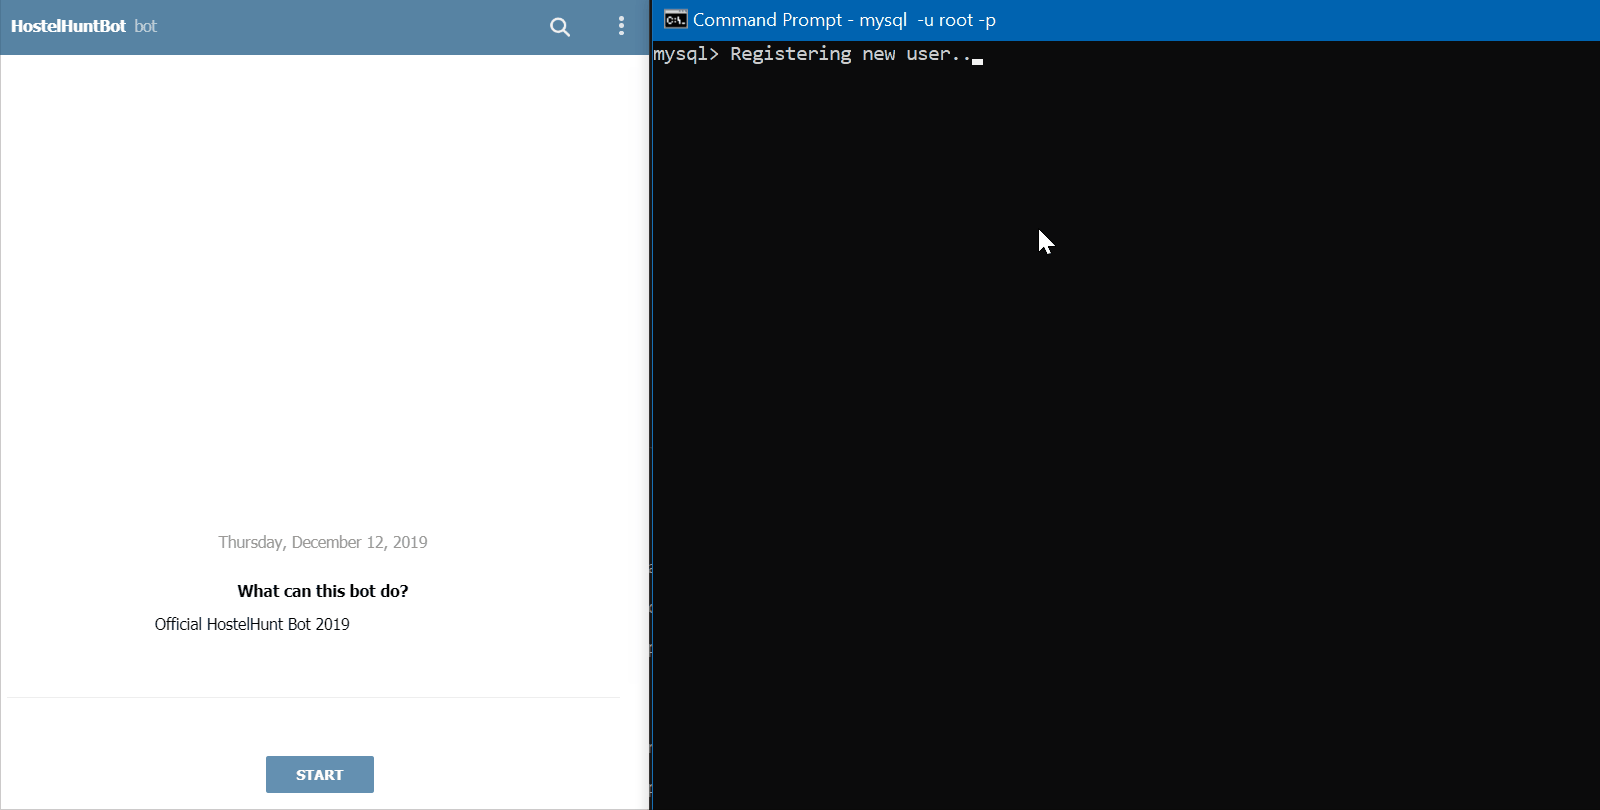 HostelHuntBot bot
Thursday, December 12, 2019
What can this bot do?
Official HostelHunt Bot 2019
START
Command Prompt - mysql  -u root -p
mysql> Registering new user..